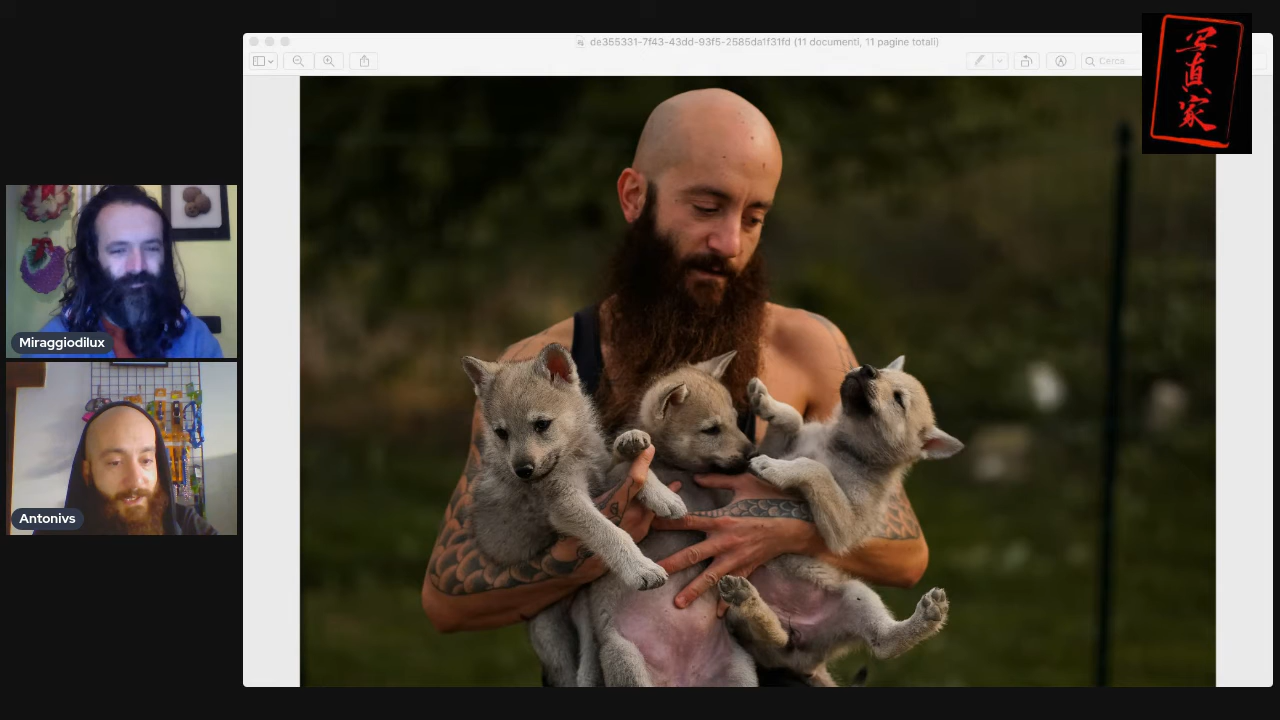 de355331-7f43-43dd-93f5-2585da1f31fd (11 documenti, 11 pagine totali)
Cerca
写
真
家
Miraggiodilux
Antonivs